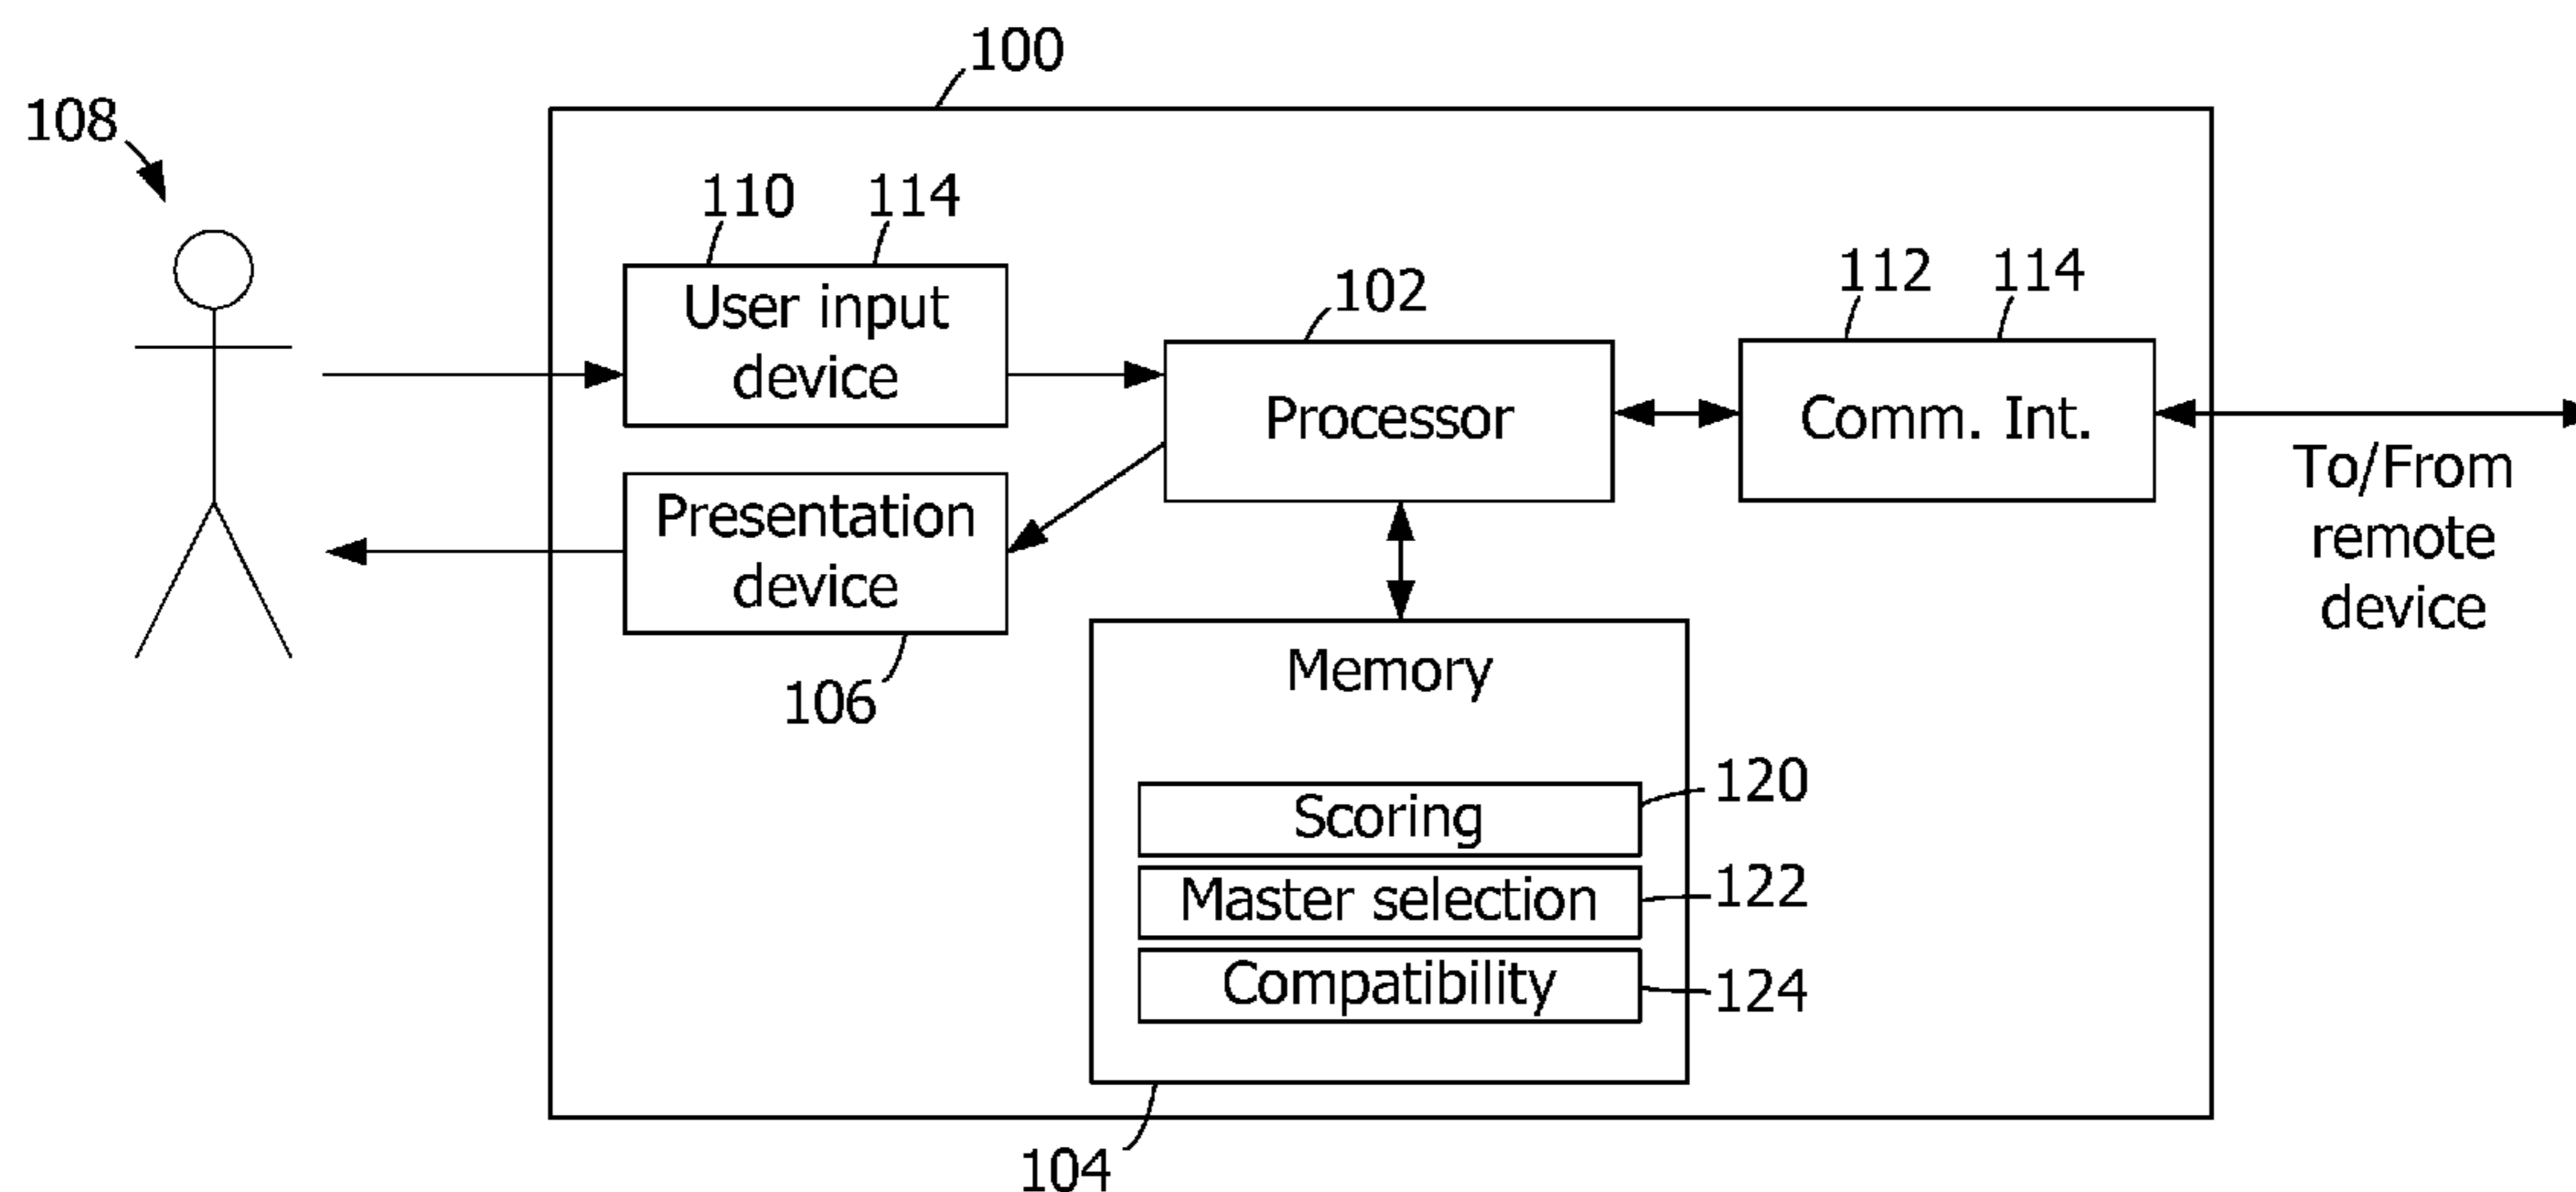 100
108
110 114
User input
device
102
Processor
112 114
Comm. Int.
To/From
remote
device
Presentation
device
106
Memory
Scoring
120
Master selection
122
Compatibility
124
104